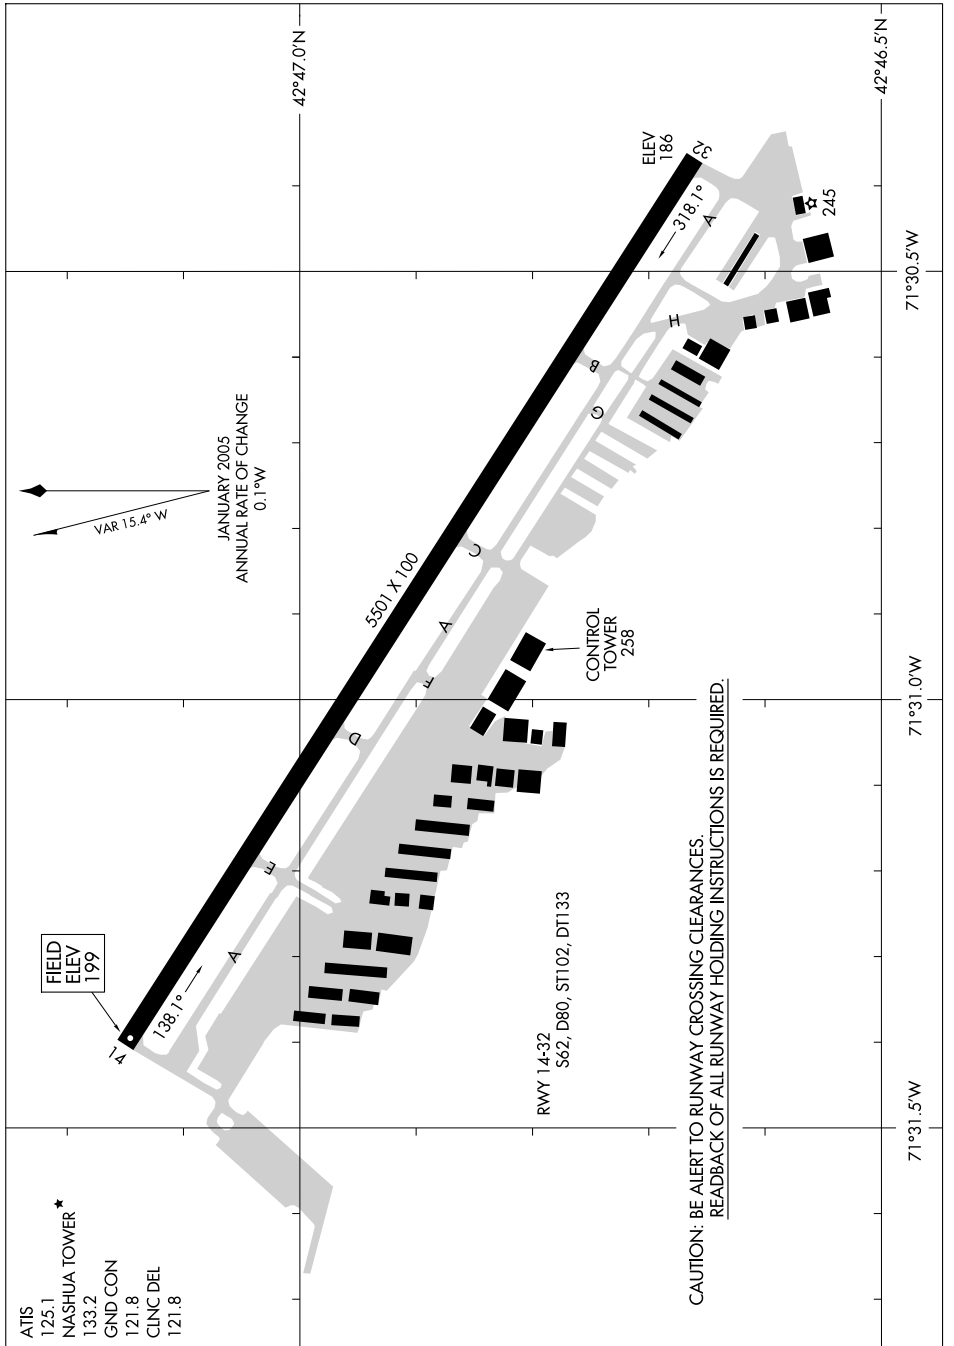 ATIS
125.1
NASHUA TOWER
133.2
GND CON
121.8
CLNC DEL
121.8
FIELD
ELEV
199
14
138.1°
A
E
D
F
A
C
5501 X 100
G
B
H
A
318.1°
32
ELEV
186
245
VAR 15.4° W
JANUARY 2005
ANNUAL RATE OF CHANGE
0.1°W
42°47.0'N
42°46.5'N
71°30.5'W
71°31.0'W
71°31.5'W
CONTROL
TOWER
258
RWY 14-32
S62, D80, ST102, DT133
CAUTION: BE ALERT TO RUNWAY CROSSING CLEARANCES.
READBACK OF ALL RUNWAY HOLDING INSTRUCTIONS IS REQUIRED.